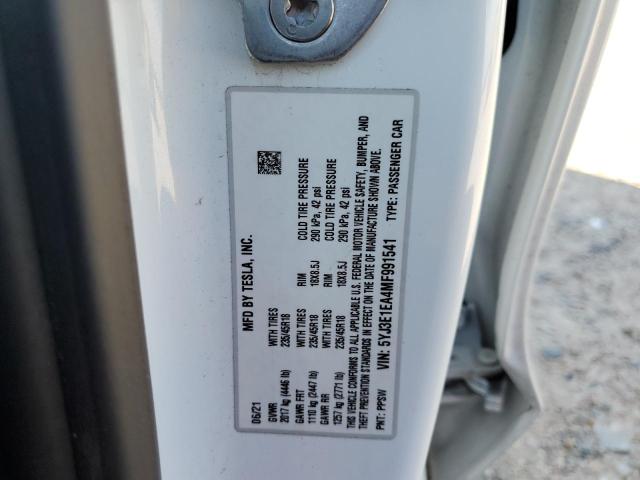 MFD BY TESLA, INC.
06/21
GVWR WITH TIRES RIM COLD TIRE PRESSURE
2017 kg (4446 lb) 235/45R18 18X8.5J 290 kPa, 42 psi
GAWR FRT WITH TIRES RIM COLD TIRE PRESSURE
1110 kg (2447 lb) 235/45R18 18X8.5J 290 kPa, 42 psi
GAWR RR WITH TIRES
1257 kg (2771 lb) 235/45R18
THIS VEHICLE CONFORMS TO ALL APPLICABLE U.S. FEDERAL MOTOR VEHICLE SAFETY, BUMPER, AND
THEFT PREVENTION STANDARDS IN EFFECT ON THE DATE OF MANUFACTURE SHOWN ABOVE.
VIN: 5YJ3E1EA4MF991541 TYPE: PASSENGER CAR
PNT: PPSW